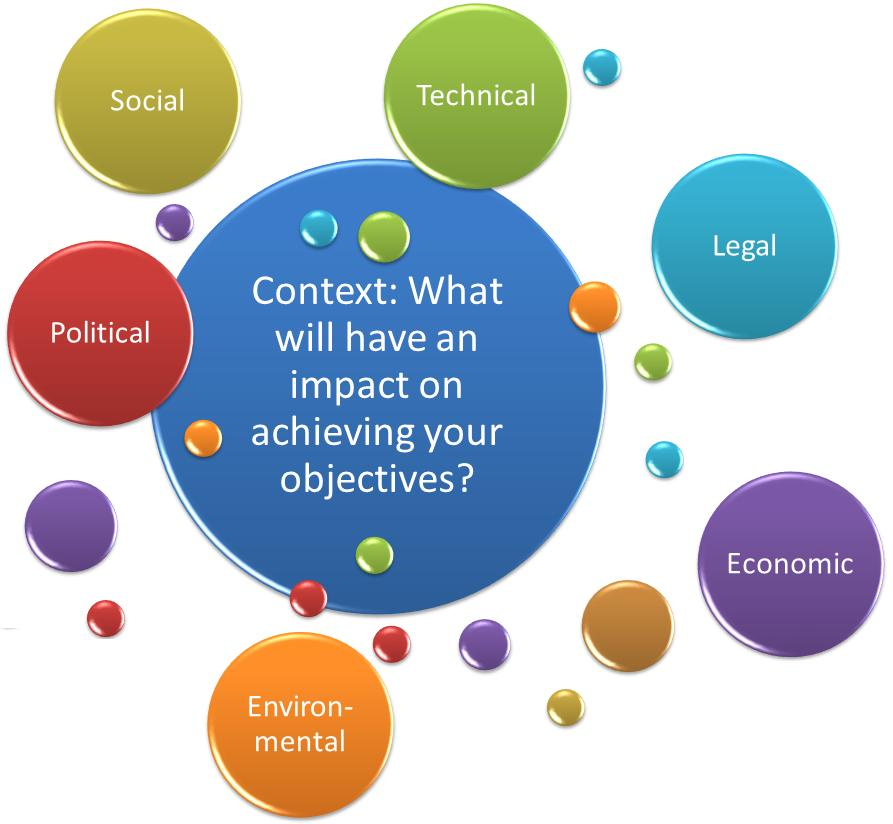 Social
Technical
Legal
Political
Context: What
will have an
impact on
achieving your
objectives?
Economic
Environ-
mental